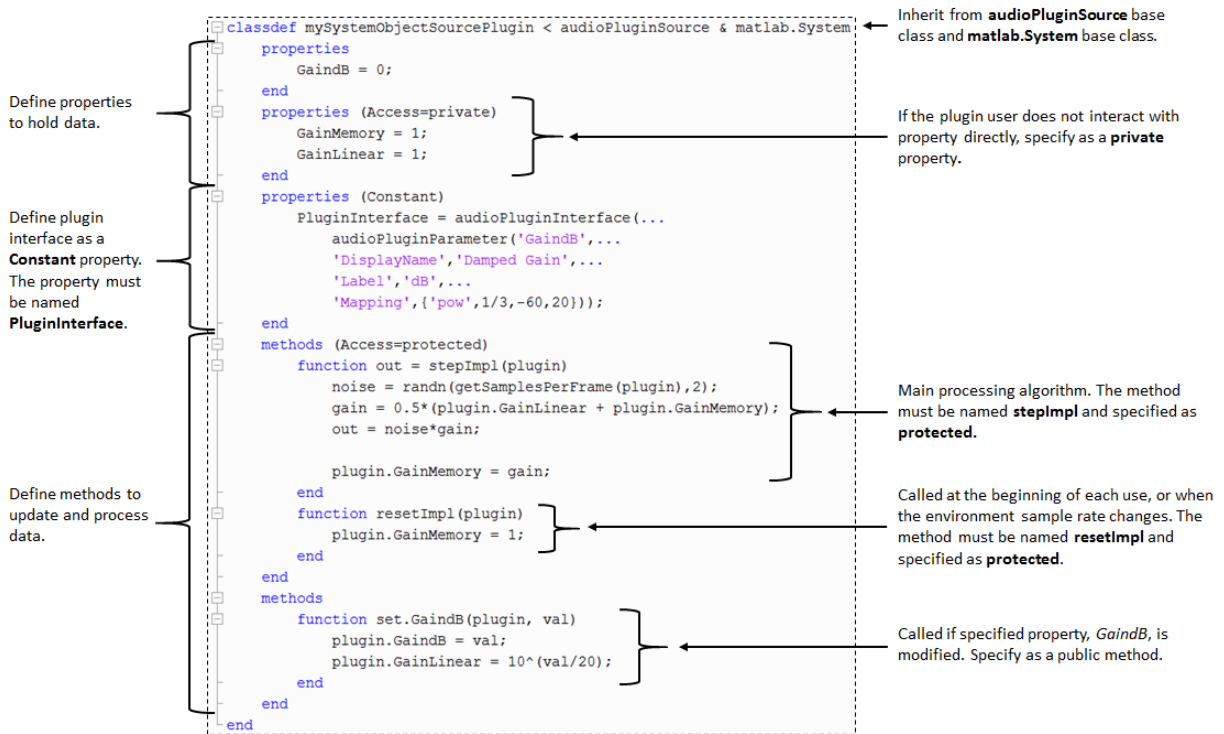 classdef mySystemObjectSourcePlugin < audioPluginSource & matlab.System
properties
GaindB = 0;
end
properties (Access=private)
GainMemory = 1;
GainLinear = 1;
end
properties (Constant)
PluginInterface = audioPluginInterface(...
audioPluginParameter('GaindB',...
'DisplayName','Damped Gain',...
'Label','dB',...
'Mapping',{'pow',1/3,-60,20}));
end
methods (Access=protected)
function out = stepImpl(plugin)
noise = randn(getSamplesPerFrame(plugin),2);
gain = 0.5*(plugin.GainLinear + plugin.GainMemory);
out = noise*gain;
plugin.GainMemory = gain;
end
function resetImpl(plugin)
plugin.GainMemory = 1;
end
end
methods
function set.GaindB(plugin, val)
plugin.GaindB = val;
plugin.GainLinear = 10^(val/20);
end
end
end
Define properties
to hold data.
Define plugin
interface as a
Constant property.
The property must
be named
PluginInterface.
Define methods to
update and process
data.
Inherit from audioPluginSource base
class and matlab.System base class.
If the plugin user does not interact with
property directly, specify as a private
property.
Main processing algorithm. The method
must be named stepImpl and specified as
protected.
Called at the beginning of each use, or when
the environment sample rate changes. The
method must be named resetImpl and
specified as protected.
Called if specified property, GaindB, is
modified. Specify as a public method.